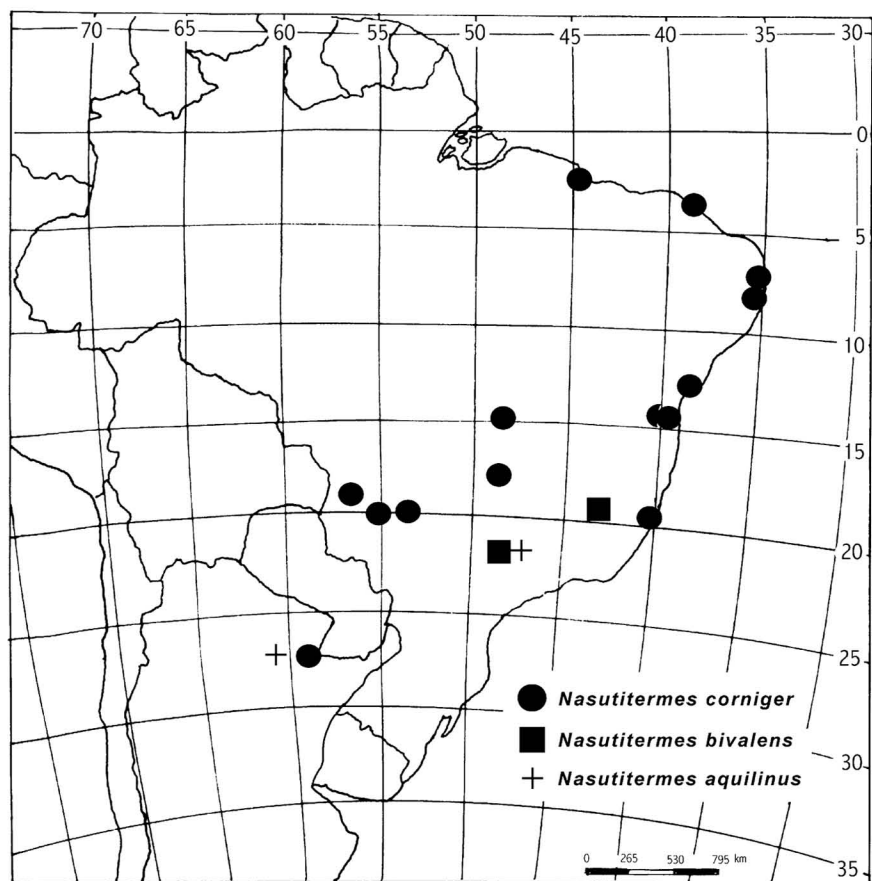 70 65 60 55 50 45 40 35 30
0
5
10
15
20
25
30
35
Nasutitermes corniger
Nasutitermes bivalens
Nasutitermes aquilinus
0 265 530 795 km